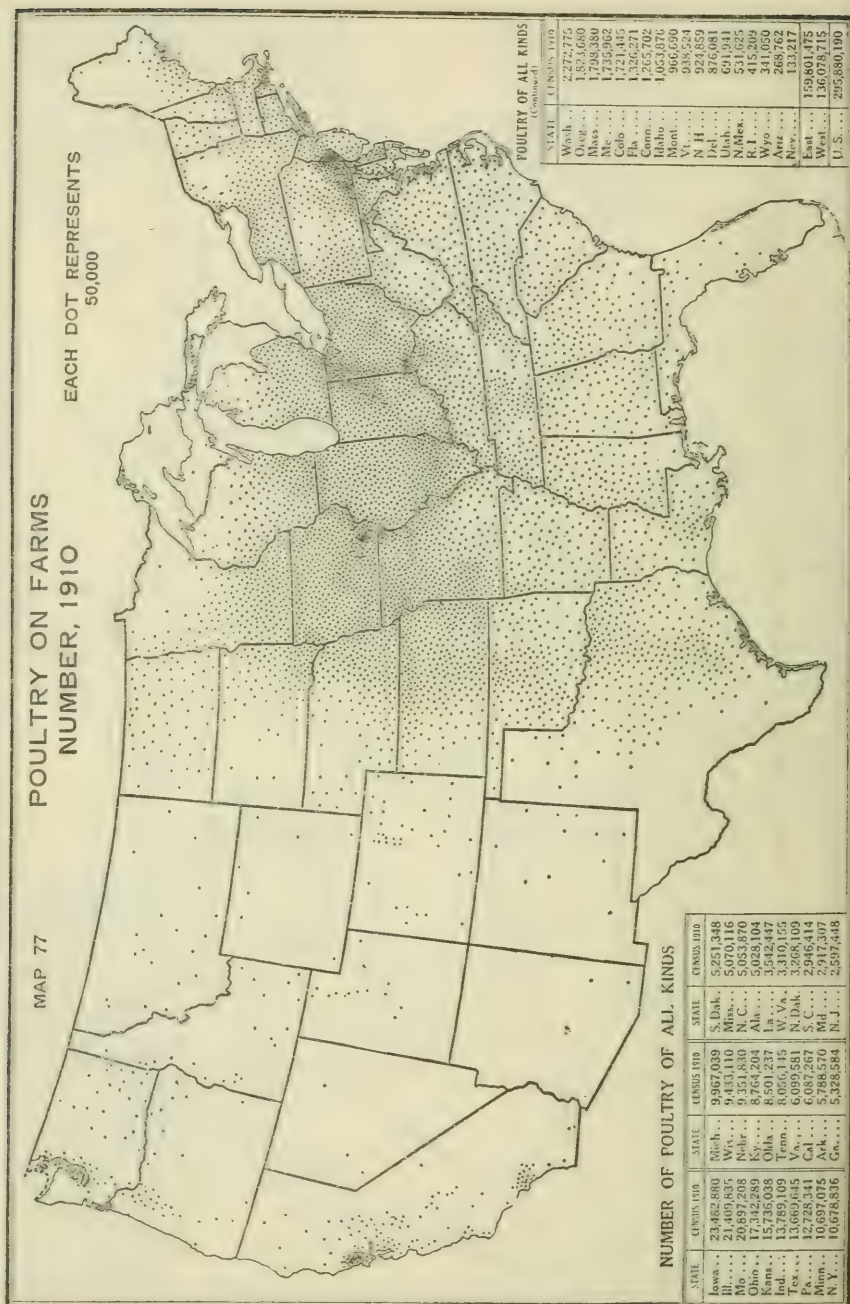 MAP 77
POULTRY ON FARMS
NUMBER, 1910
EACH DOT REPRESENTS
50,000
NUMBER OF POULTRY OF ALL KINDS
STATE CENSUS 1910 STATE CENSUS 1910 STATE CENSUS 1910
Iowa.. 23,482,880 Mich... 9,967,039 S. Dak. 5,251,348
Ill..... 21,409,835 Wis.... 9,433,110 Miss... 5,070,116
Mo... 20,897,208 Nebr... 9,351,830 N. C... 5,053,870
Ohio.. 17,342,289 Ky..... 8,764,204 Ala... 5,028,104
Kans.. 15,736,038 Okla... 8,501,237 La.... 3,542,447
Ind.... 13,789,109 Tenn... 8,056,145 W. Va.. 3,310,155
Tex... 13,669,645 Va..... 6,099,581 N. Dak. 3,268,109
Pa.... 12,728,341 Cal.... 6,087,267 S. C... 2,946,414
Minn.. 10,697,075 Ark.... 5,788,570 Md.... 2,917,307
N. Y.. 10,678,836 Ga.... 5,328,584 N. J... 2,597,448
POULTRY OF ALL KINDS
(Continued)
STATE CENSUS 1910
Wash... 2,272,775
Oreg... 1,823,680
Mass... 1,798,380
Me.... 1,735,962
Colo... 1,721,445
Fla.... 1,326,271
Conn... 1,265,702
Idaho.. 1,053,876
Mont... 966,690
Vt..... 938,524
N. H... 924,859
Del.... 876,081
Utah... 691,941
N. Mex. 531,625
R. I.... 415,209
Wyo... 341,050
Ariz... 268,762
Nev.... 133,217
East... 159,801,475
West... 136,078,715
U. S... 295,880,190